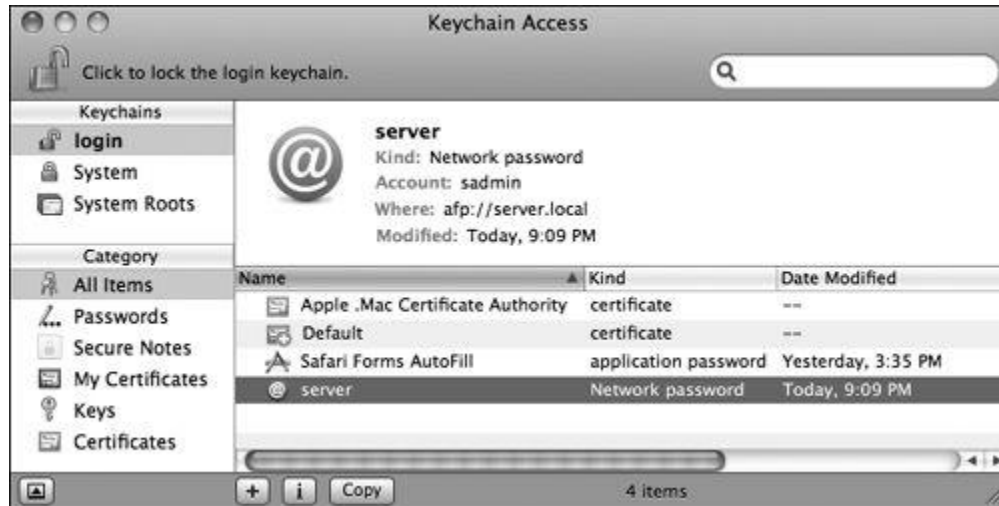 Keychain Access
Click to lock the login keychain.
Keychains
login
System
System Roots
server
Kind: Network password
Account: sadmin
Where: afp://server.local
Modified: Today, 9:09 PM
Category
All Items
Passwords
Secure Notes
My Certificates
Keys
Certificates
Name Kind Date Modified
Apple .Mac Certificate Authority certificate --
Default certificate --
Safari Forms AutoFill application password Yesterday, 3:35 PM
server Network password Today, 9:09 PM
+ i Copy 4 items